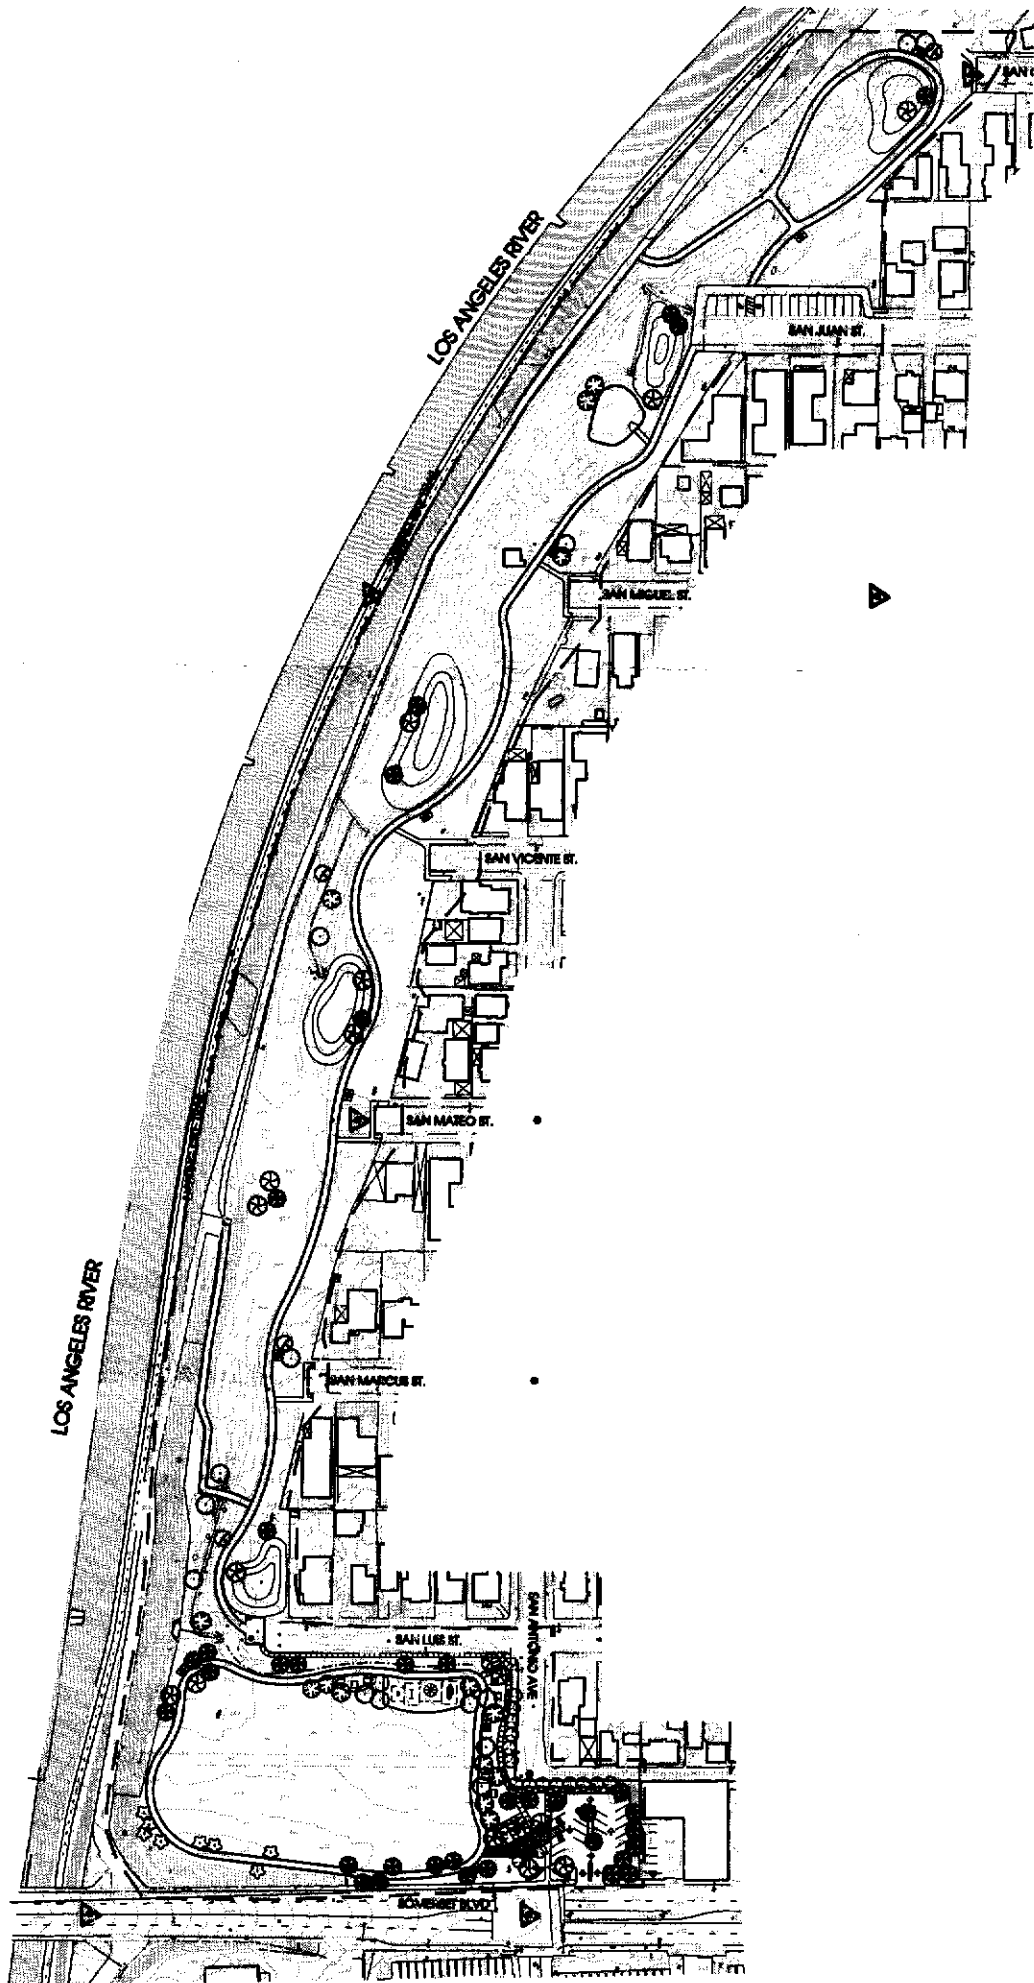 LOS ANGELES RIVER
SAN JUAN ST.
SAN MIGUEL ST.
SAN VICENTE ST.
SAN MATEO ST.
LOS ANGELES RIVER
SAN MARCUS ST.
SAN LUIS ST.
SAN ANTONIO AVE.
SOMERSET BLVD